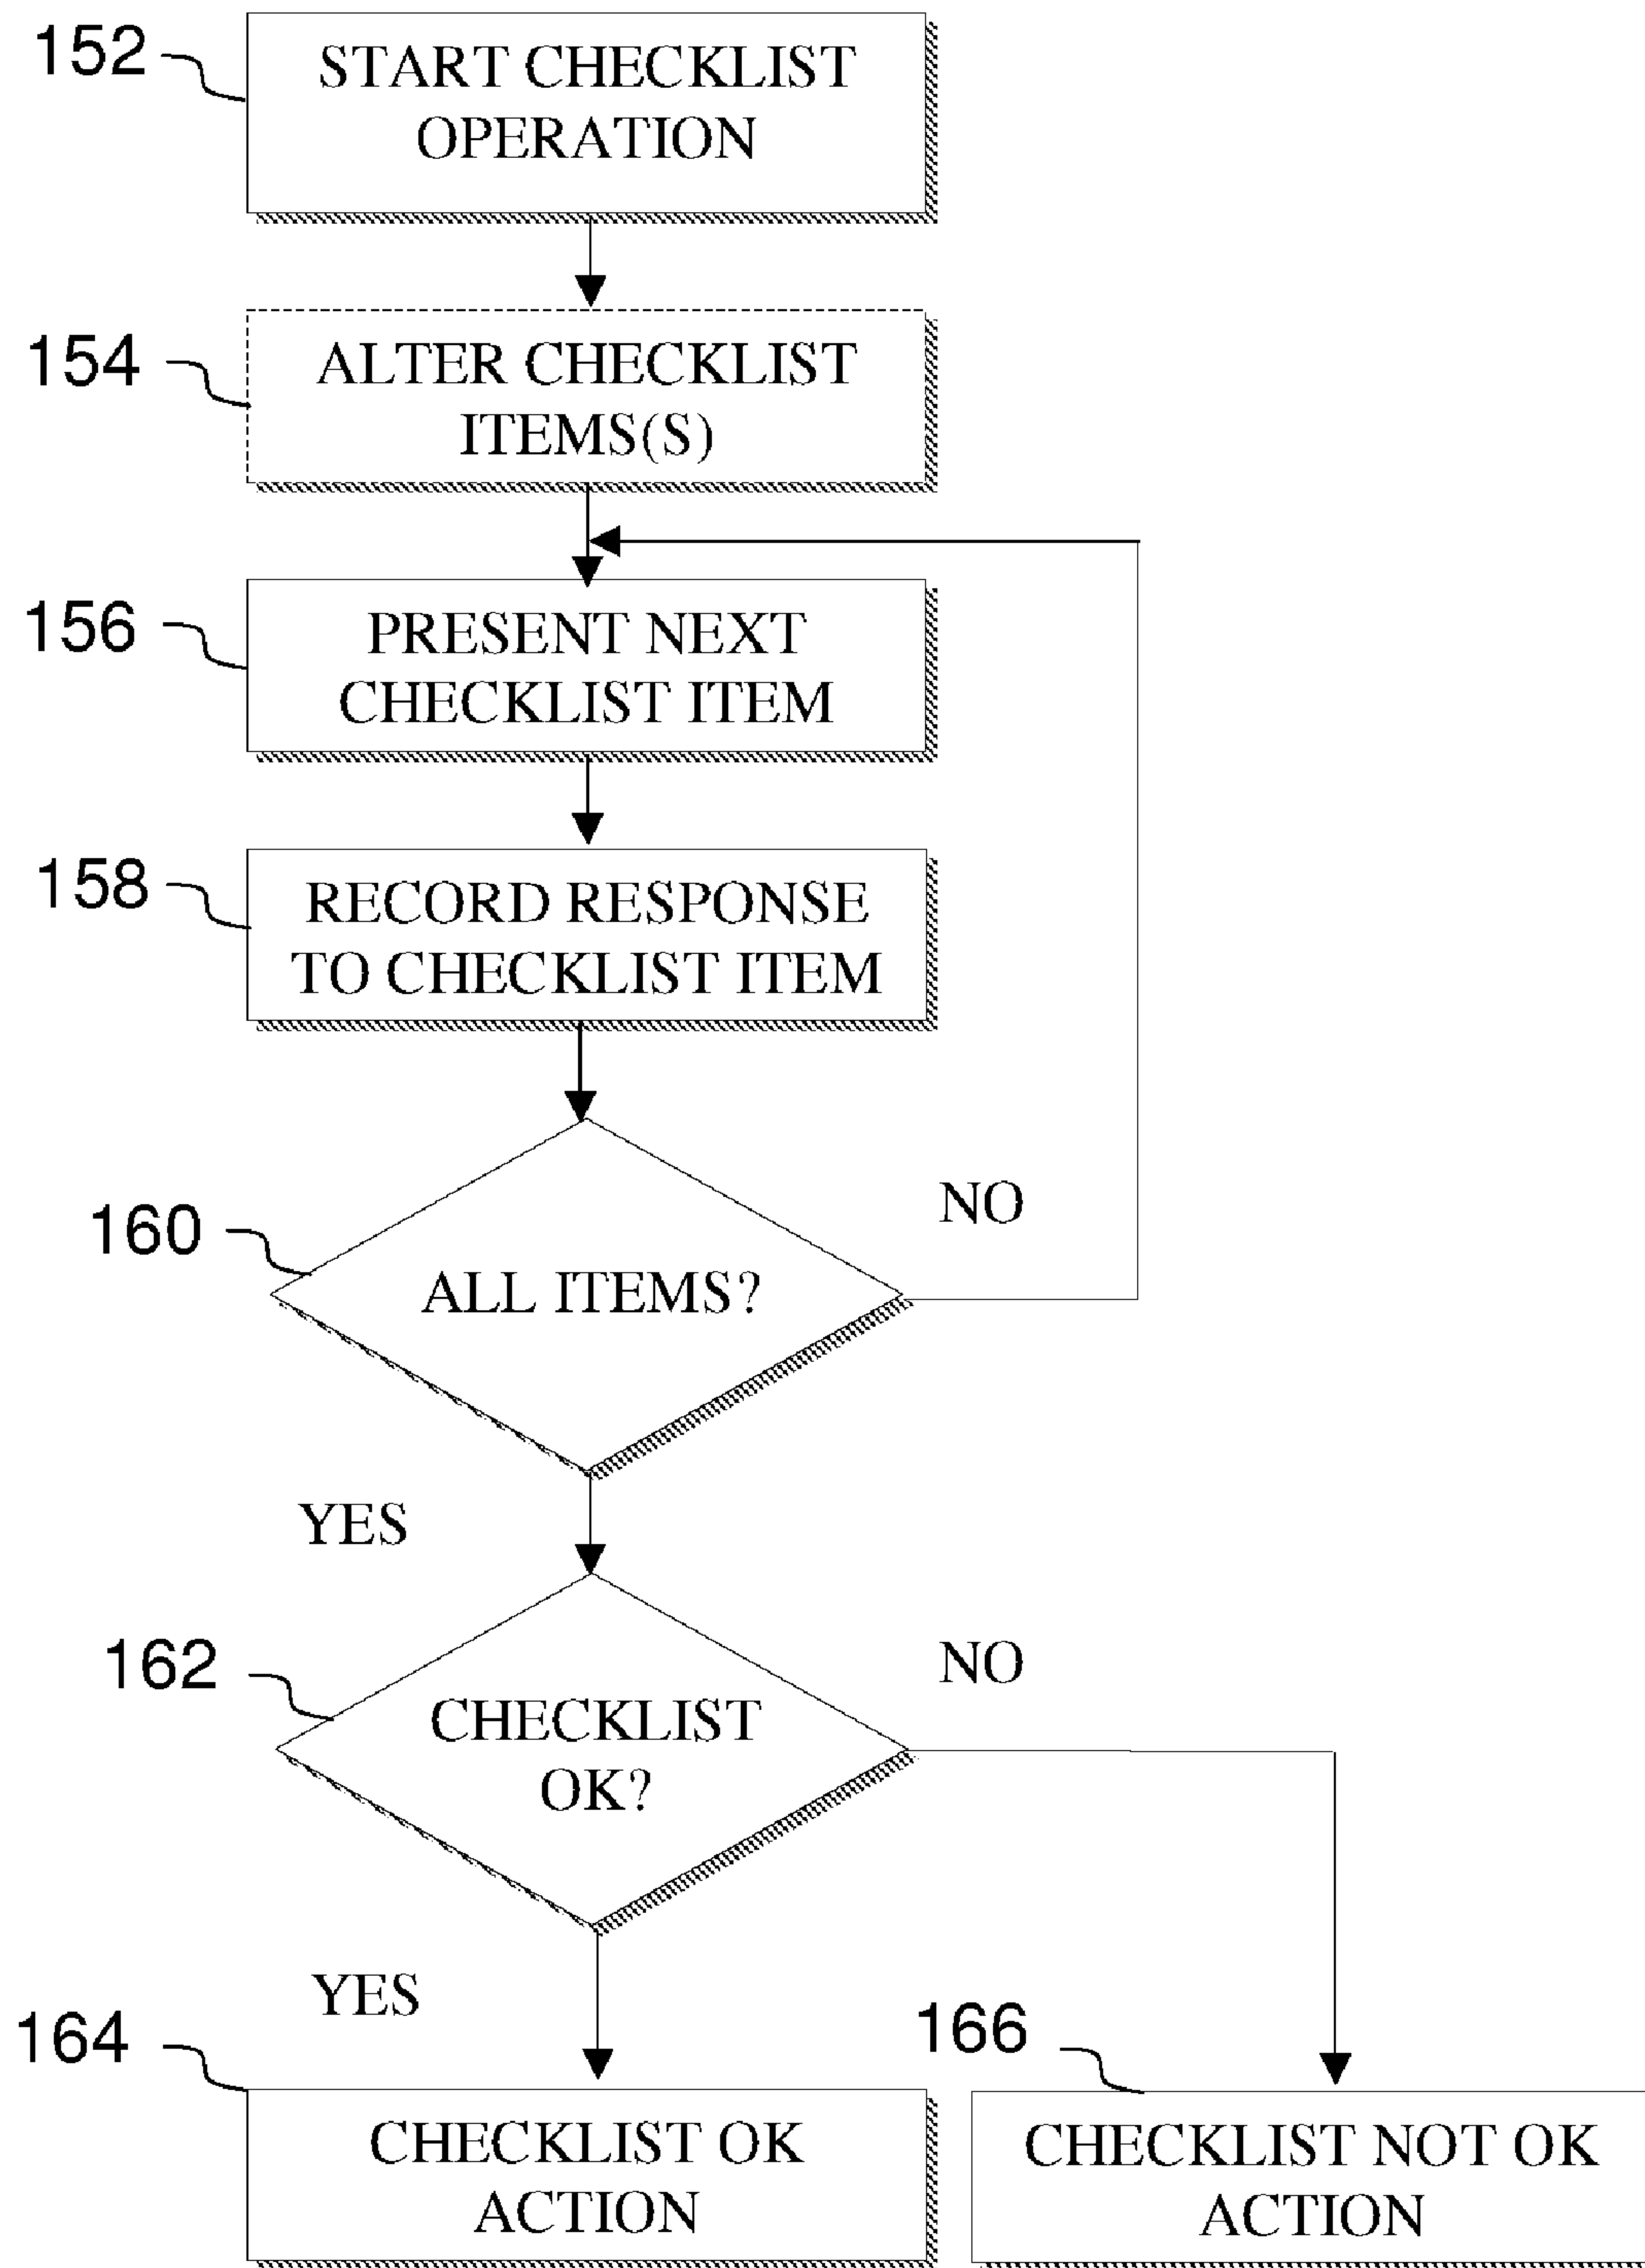 152
START CHECKLIST
OPERATION
154
ALTER CHECKLIST
ITEMS(S)
156
PRESENT NEXT
CHECKLIST ITEM
158
RECORD RESPONSE
TO CHECKLIST ITEM
160
ALL ITEMS?
NO
YES
162
CHECKLIST
OK?
NO
YES
164
CHECKLIST OK
ACTION
166
CHECKLIST NOT OK
ACTION